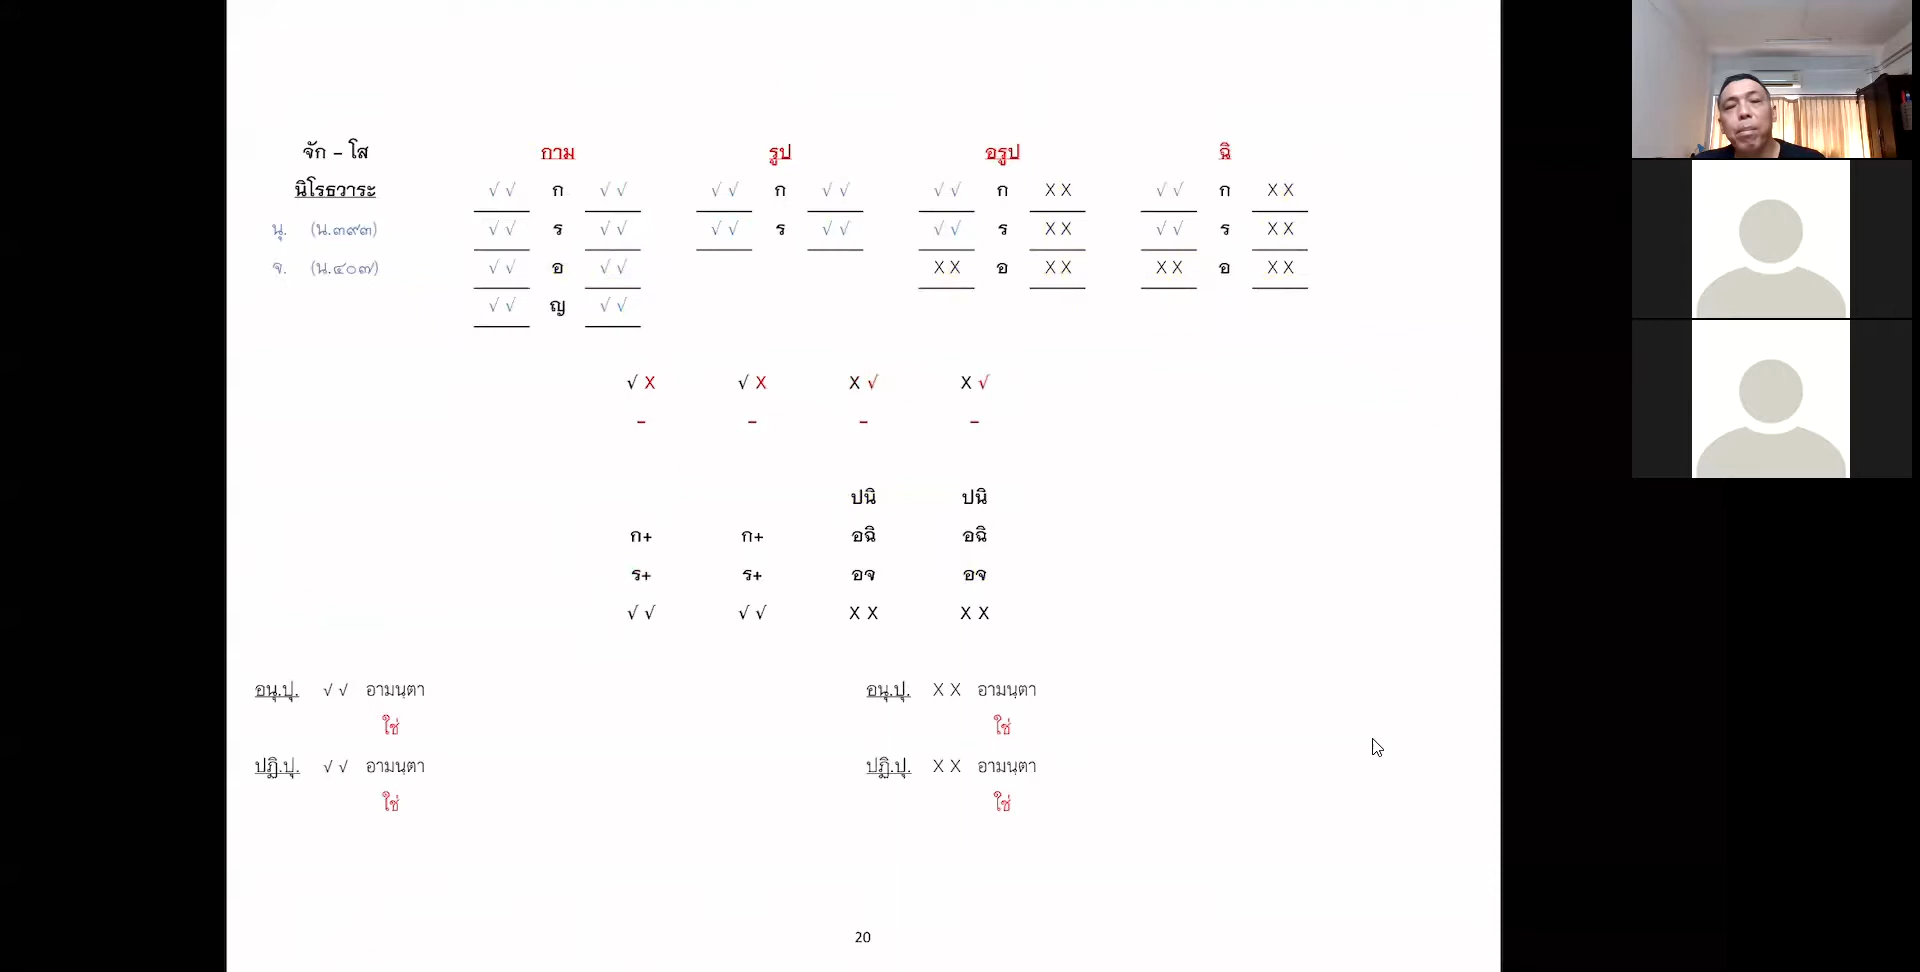 จัก – โส กาม รูป อรูป ฉิ
นิโรธวาระ √ √ ก √ √ √ √ ก √ √ √ √ ก X X √ √ ก X X
นุ. (น.๓๙๓) √ √ ร √ √ √ √ ร √ √ √ √ ร X X √ √ ร X X
จ. (น.๔๐๗) √ √ อ √ √ X X อ X X X X อ X X
√ √ ญ √ √
√ X √ X X √ X √
– – – –
ปนิ ปนิ
ก+ ก+ อฉิ อฉิ
ร+ ร+ อจ อจ
√ √ √ √ X X X X
อนุ.ปุ. √ √ อามนฺตา อนุ.ปุ. X X อามนฺตา
ใช่ ใช่
ปฏิ.ปุ. √ √ อามนฺตา ปฏิ.ปุ. X X อามนฺตา
ใช่ ใช่
20